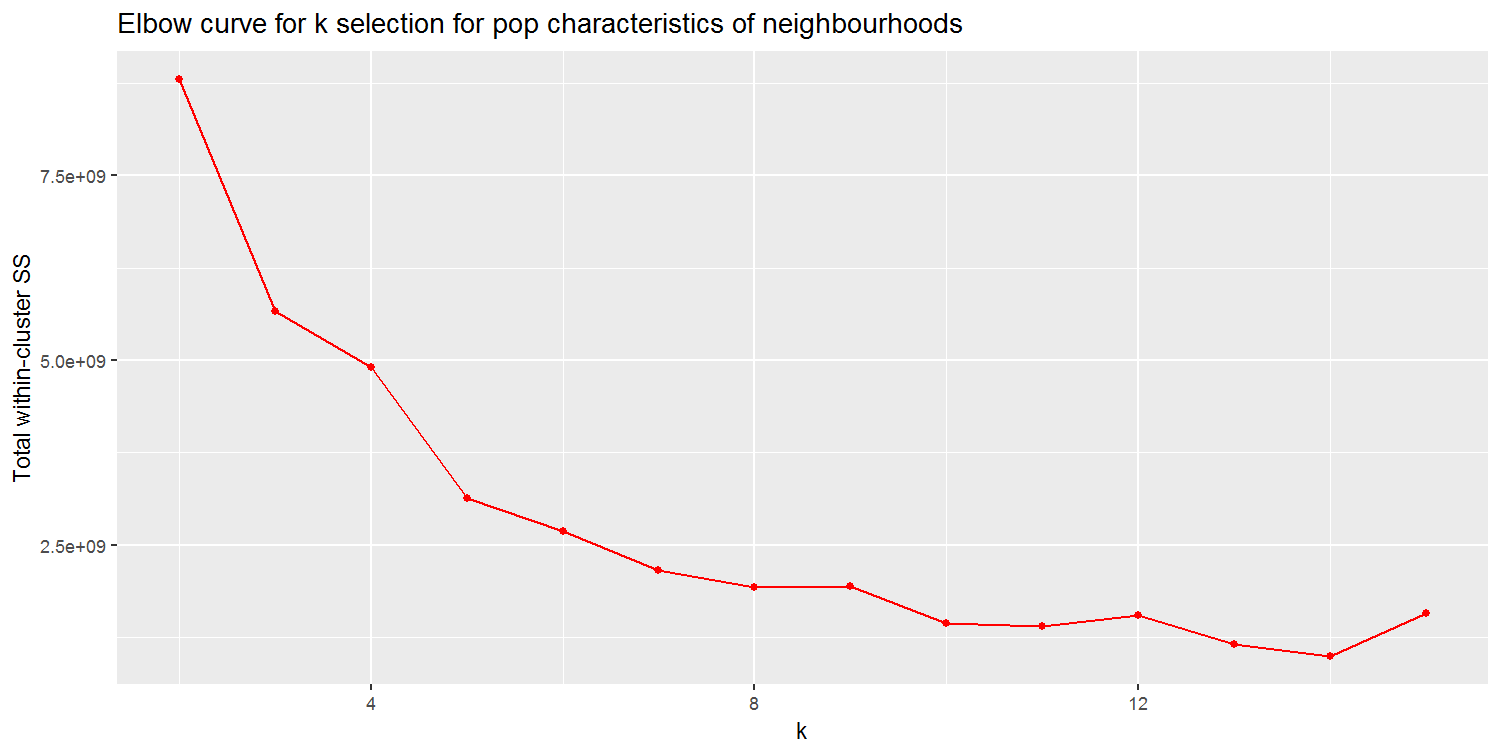 Elbow curve for k selection for pop characteristics of neighbourhoods
Total within-cluster SS
7.5e+09
5.0e+09
2.5e+09
4 8 12
k